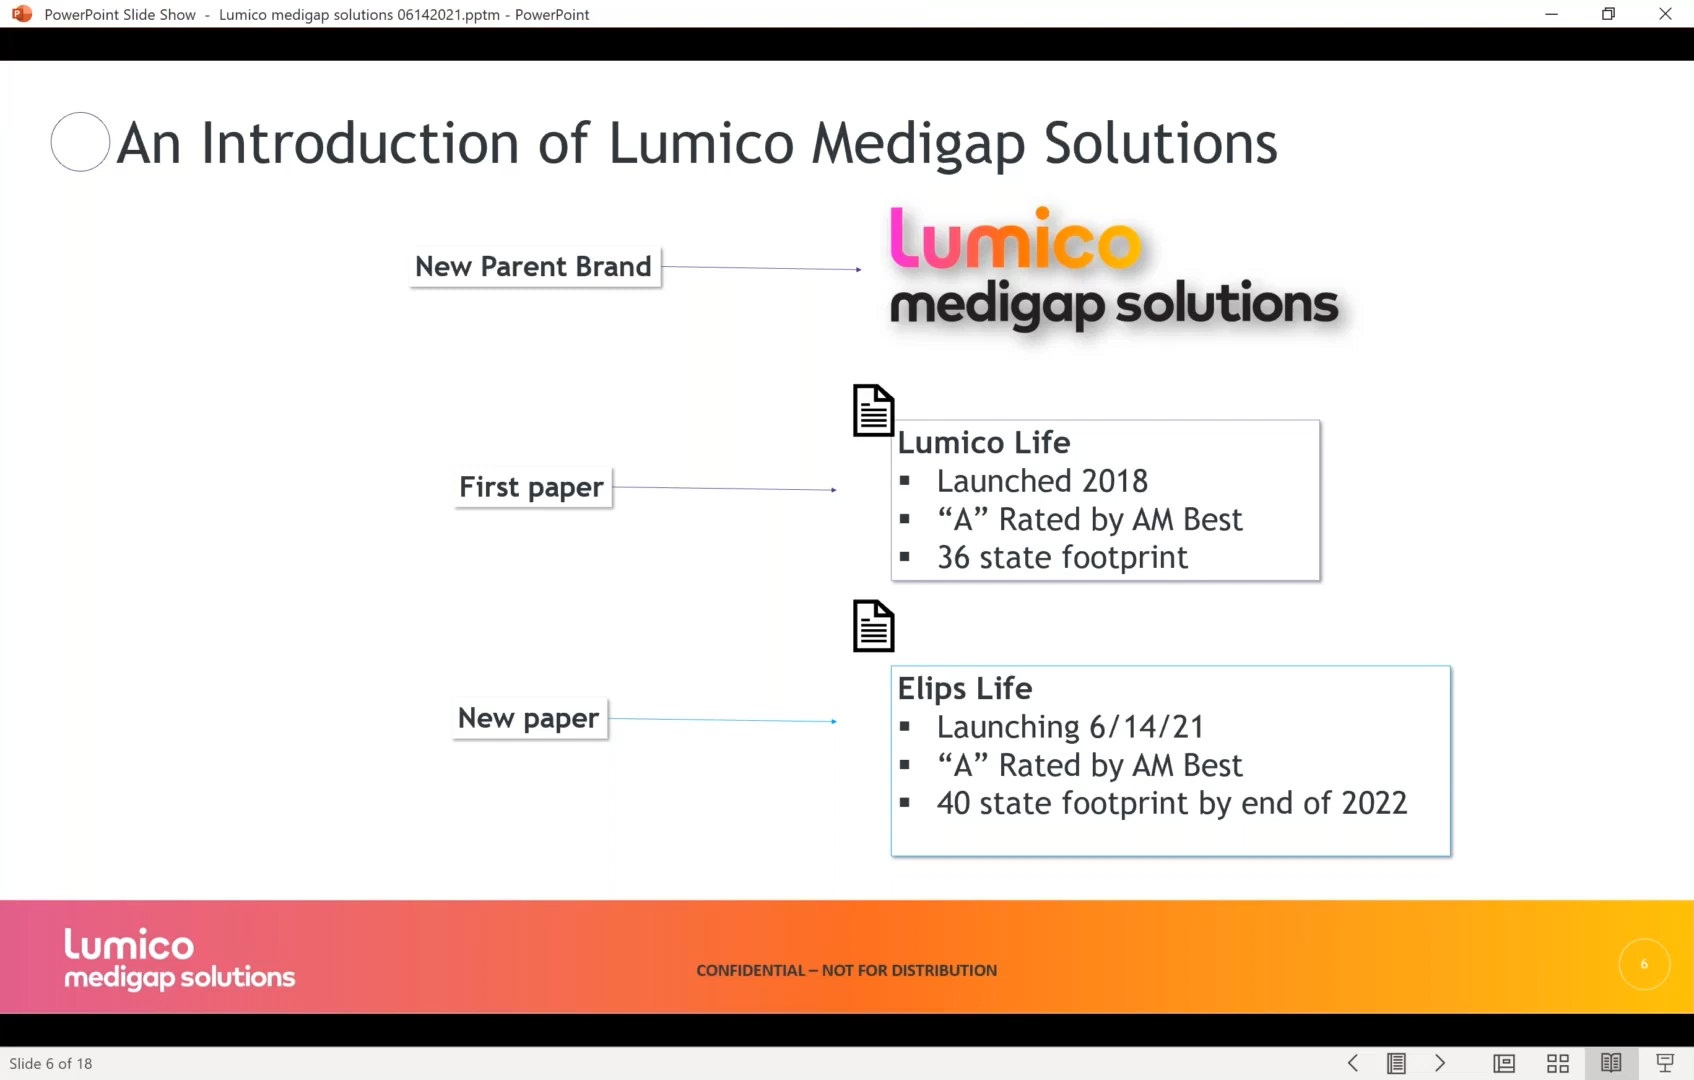 PowerPoint Slide Show - Lumico medigap solutions 06142021.pptm - PowerPoint
An Introduction of Lumico Medigap Solutions
New Parent Brand
lumico
medigap solutions
First paper
Lumico Life
▪ Launched 2018
▪ “A” Rated by AM Best
▪ 36 state footprint
New paper
Elips Life
▪ Launching 6/14/21
▪ “A” Rated by AM Best
▪ 40 state footprint by end of 2022
lumico
medigap solutions
CONFIDENTIAL – NOT FOR DISTRIBUTION
6
Slide 6 of 18